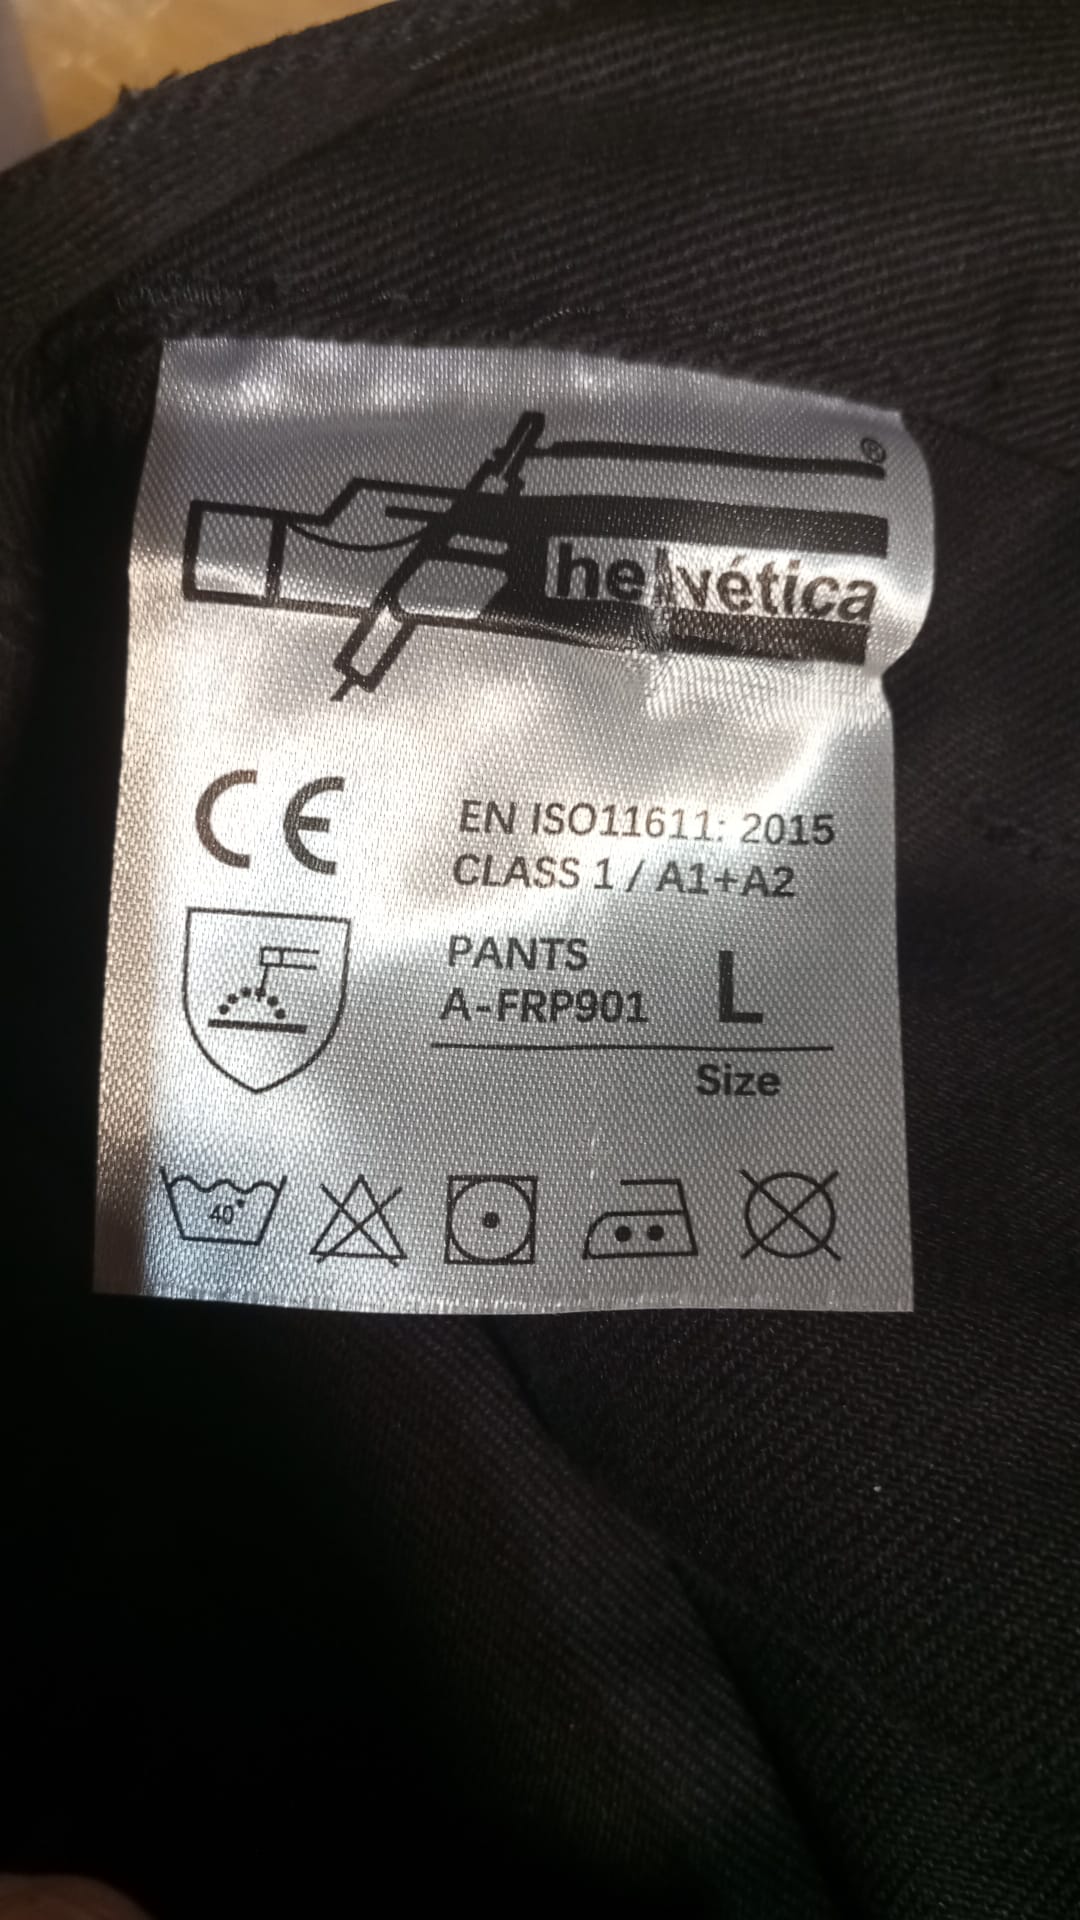 ®
helvética
CE
EN ISO11611: 2015
CLASS 1 / A1+A2
PANTS
A-FRP901 L
Size
40°